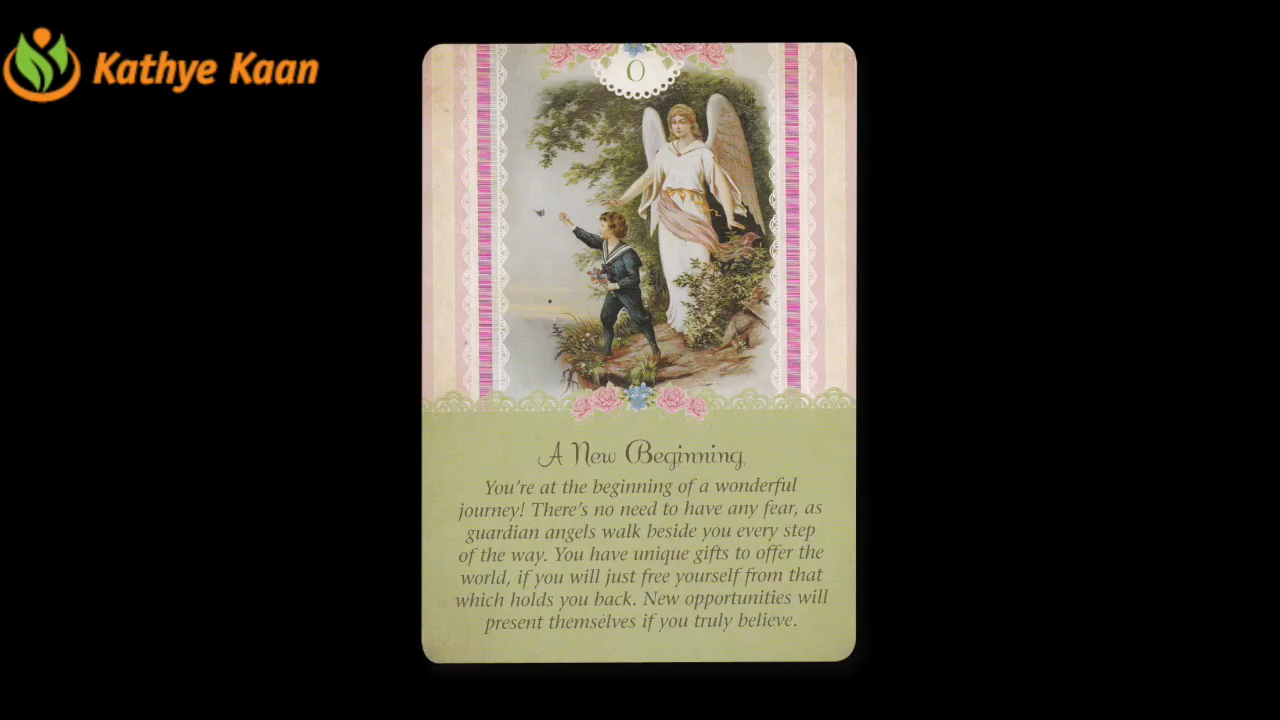 Kathye Kaan
0
A New Beginning
You're at the beginning of a wonderful
journey! There's no need to have any fear, as
guardian angels walk beside you every step
of the way. You have unique gifts to offer the
world, if you will just free yourself from that
which holds you back. New opportunities will
present themselves if you truly believe.